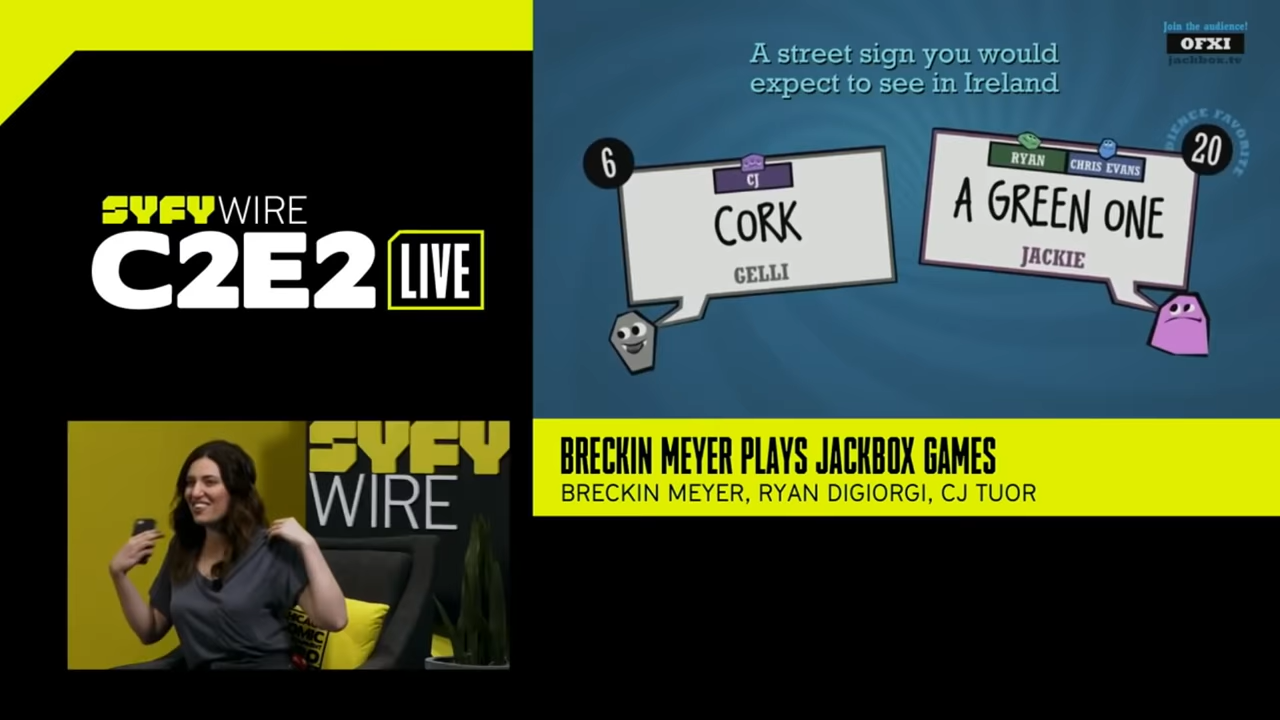 SYFY WIRE
C2E2 LIVE
SYFY
WIRE
Join the audience!
OFXI
jackbox.tv
A street sign you would
expect to see in Ireland
6
CJ
CORK
GELLI
AUDIENCE FAVORITE
20
RYAN
CHRIS EVANS
A GREEN ONE
JACKIE
BRECKIN MEYER PLAYS JACKBOX GAMES
BRECKIN MEYER, RYAN DIGIORGI, CJ TUOR